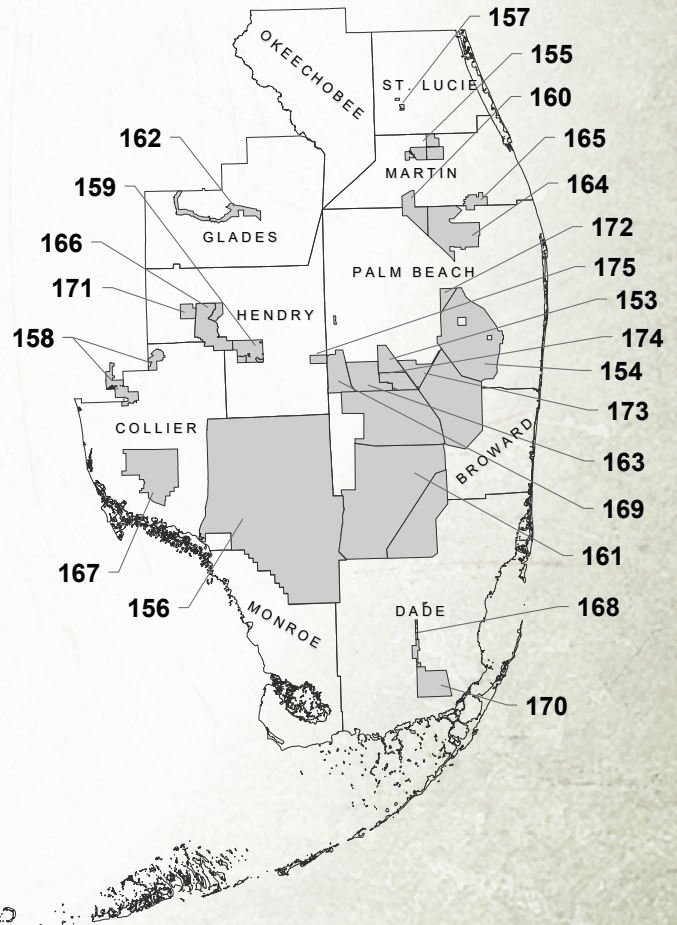 157
OKEECHOBEE
155
ST. LUCIE
160
162
165
MARTIN
159
164
172
166
GLADES
PALM BEACH
175
171
HENDRY
153
174
158
154
173
COLLIER
163
BROWARD
169
161
167
156
MONROE
DADE
168
170